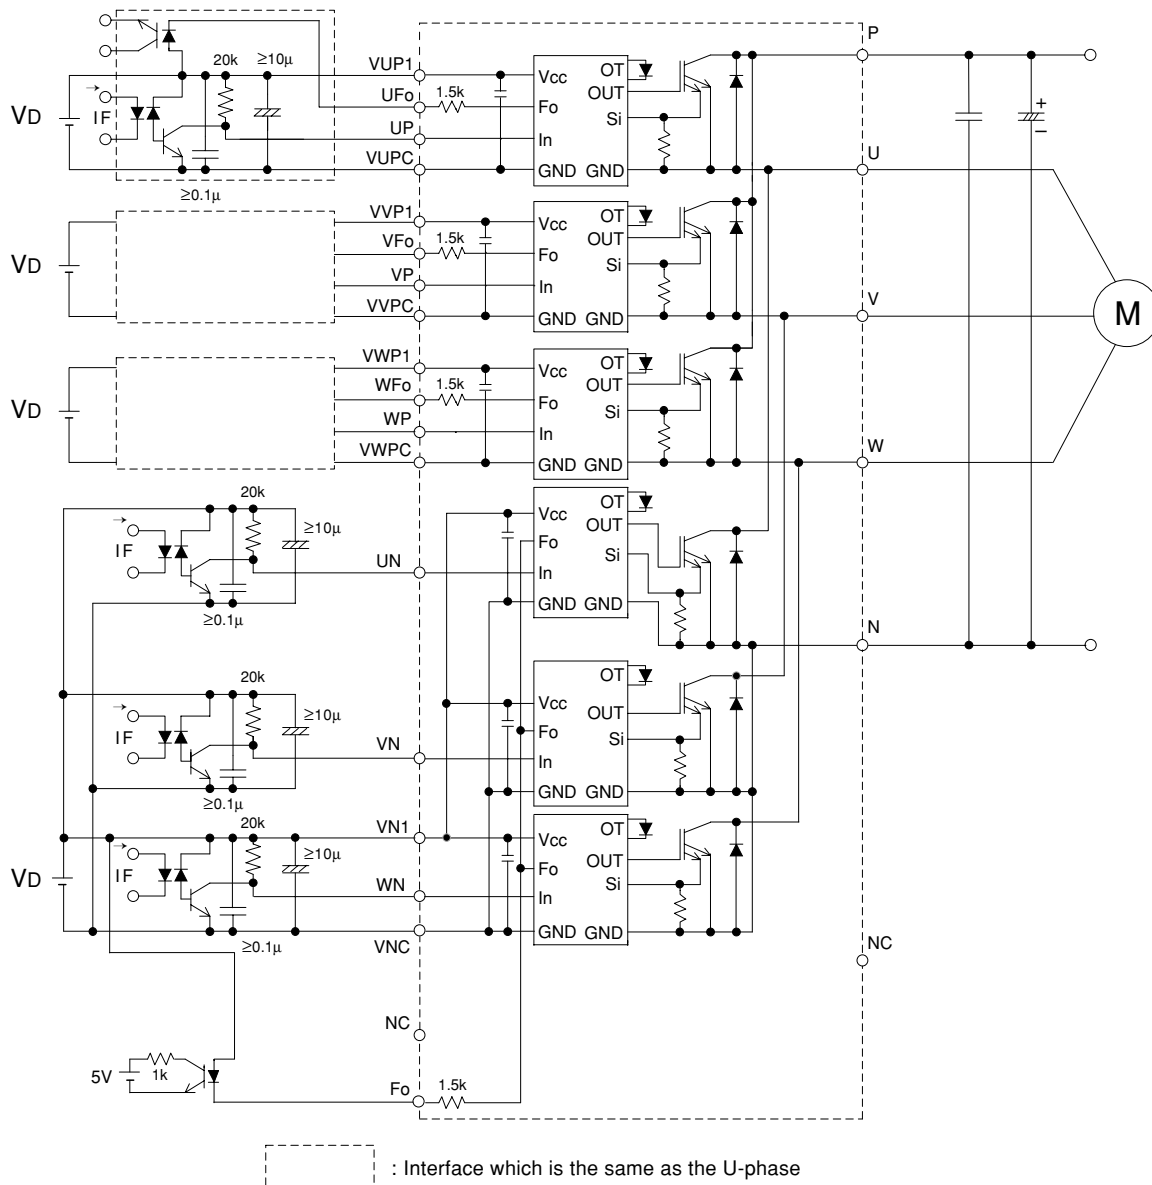 P
20k
≥10μ
VUP1
OT
Vcc
1.5k
OUT
UFo
Fo
VD
IF
UP
Si
In
+
–
VUPC
GND GND
U
≥0.1μ
VVP1
OT
Vcc
1.5k
OUT
VFo
Fo
VD
VP
Si
In
V
VVPC
GND GND
M
VWP1
OT
Vcc
1.5k
OUT
WFo
Fo
VD
WP
Si
In
W
VWPC
GND GND
20k
OT
Vcc
≥10μ
OUT
IF
Fo
UN
Si
In
GND GND
≥0.1μ
N
20k
OT
Vcc
≥10μ
OUT
IF
Fo
VN
Si
In
GND GND
≥0.1μ
20k
VN1
OT
Vcc
≥10μ
OUT
VD
IF
Fo
WN
Si
In
GND GND
VNC
≥0.1μ
NC
NC
5V
1k
Fo
1.5k
: Interface which is the same as the U-phase